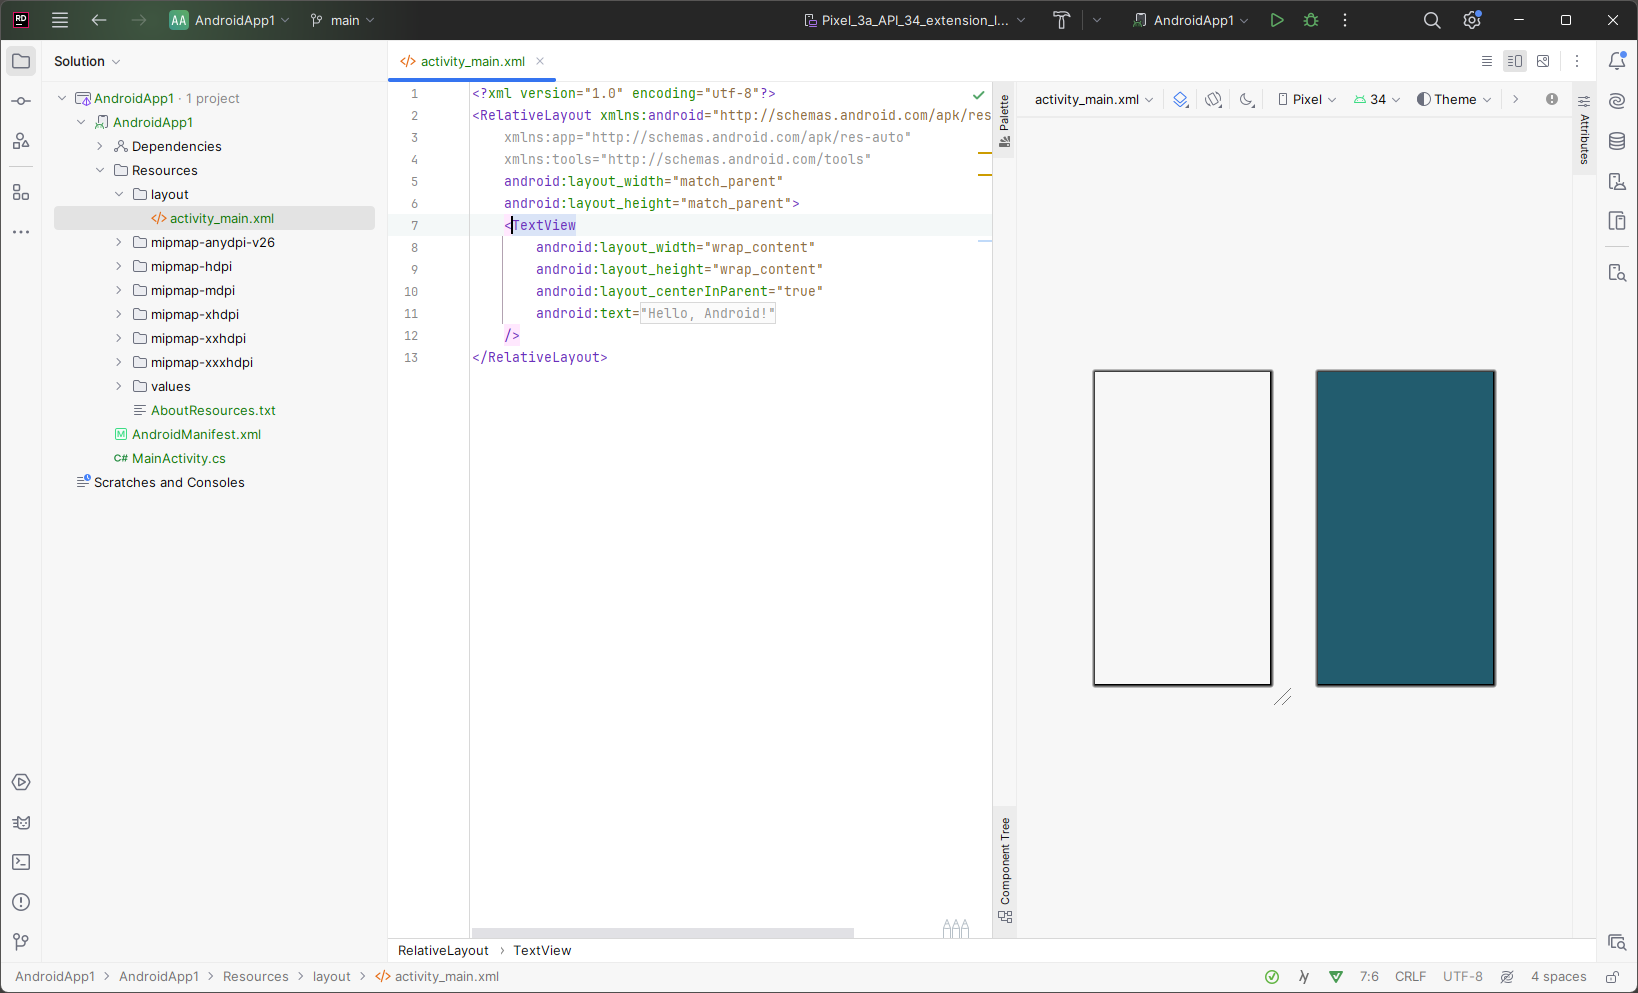 RD
AA AndroidApp1
main
Pixel_3a_API_34_extension_l...
AndroidApp1
Solution
AndroidApp1 · 1 project
AndroidApp1
Dependencies
Resources
layout
activity_main.xml
mipmap-anydpi-v26
mipmap-hdpi
mipmap-mdpi
mipmap-xhdpi
mipmap-xxhdpi
mipmap-xxxhdpi
values
AboutResources.txt
AndroidManifest.xml
C# MainActivity.cs
Scratches and Consoles
activity_main.xml
1 <?xml version="1.0" encoding="utf-8"?>
2 <RelativeLayout xmlns:android="http://schemas.android.com/apk/res
3 xmlns:app="http://schemas.android.com/apk/res-auto"
4 xmlns:tools="http://schemas.android.com/tools"
5 android:layout_width="match_parent"
6 android:layout_height="match_parent">
7 <TextView
8 android:layout_width="wrap_content"
9 android:layout_height="wrap_content"
10 android:layout_centerInParent="true"
11 android:text="Hello, Android!"
12 />
13 </RelativeLayout>
Palette
Component Tree
activity_main.xml
Pixel
34
Theme
Attributes
RelativeLayout > TextView
AndroidApp1 > AndroidApp1 > Resources > layout > activity_main.xml
7:6 CRLF UTF-8 4 spaces